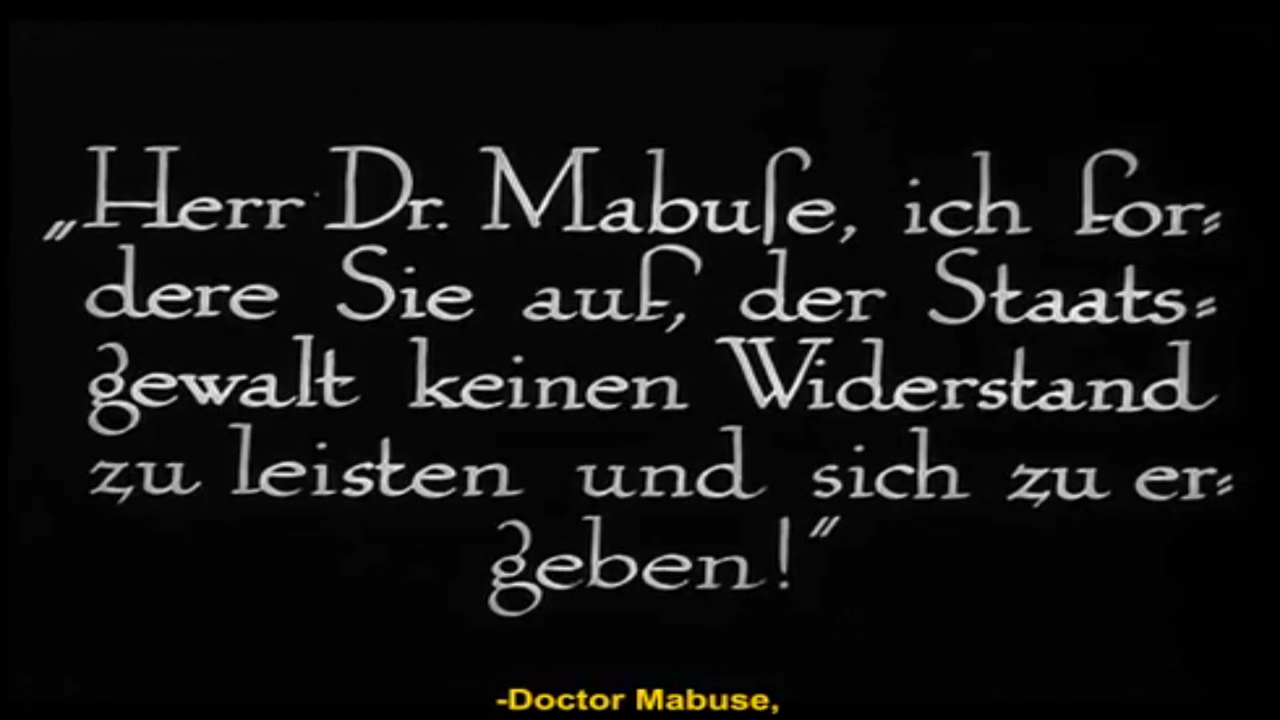 „Herr Dr. Mabuſe, ich for⸗
dere Sie auf, der Staats⸗
gewalt keinen Widerstand
zu leisten und sich zu er⸗
geben!"
-Doctor Mabuse,